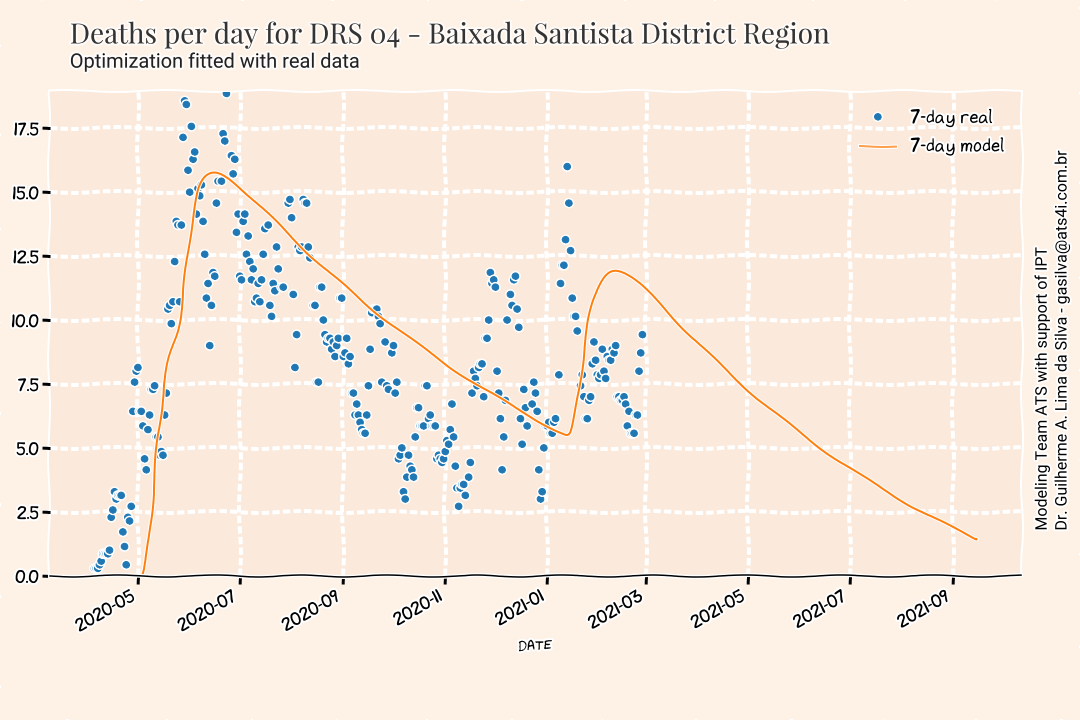 Deaths per day for DRS 04 - Baixada Santista District Region
Optimization fitted with real data
7-day real
7-day model
17.5
15.0
12.5
10.0
7.5
5.0
2.5
0.0
2020-05
2020-07
2020-09
2020-11
2021-01
2021-03
2021-05
2021-07
2021-09
DATE
Modeling Team ATS with support of IPT
Dr. Guilherme A. Lima da Silva - gasilva@ats4i.com.br